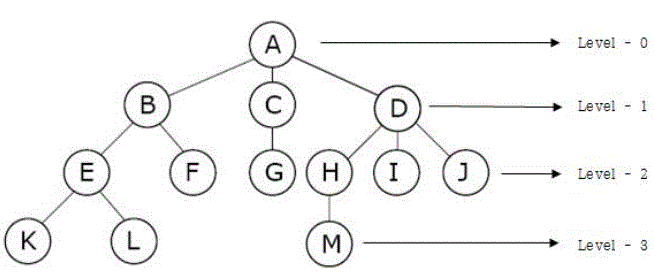 A Level - 0
B C D Level - 1
E F G H I J Level - 2
K L M Level - 3